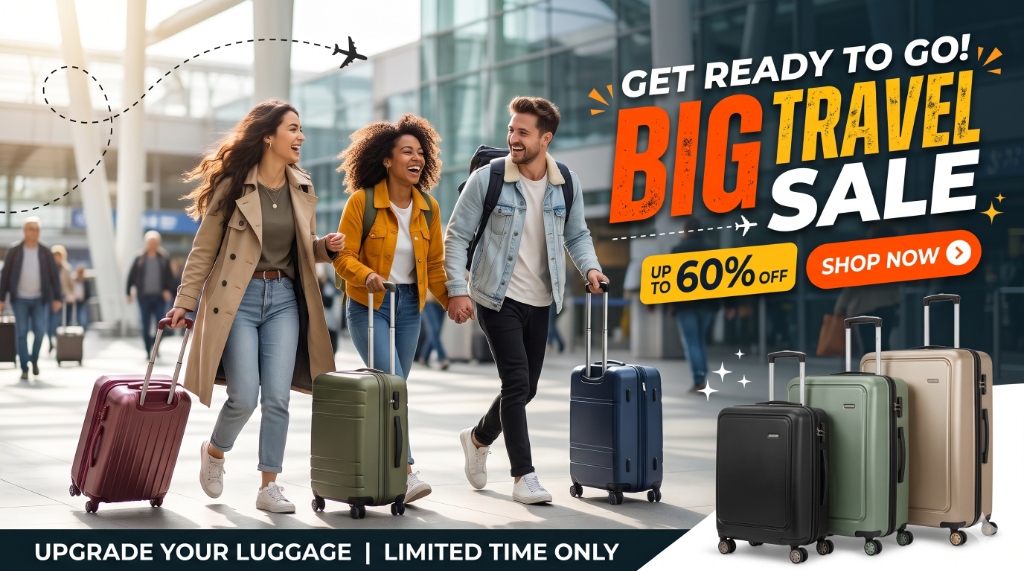 GET READY TO GO!
BIG TRAVEL
SALE
UP TO 60% OFF
SHOP NOW
UPGRADE YOUR LUGGAGE | LIMITED TIME ONLY